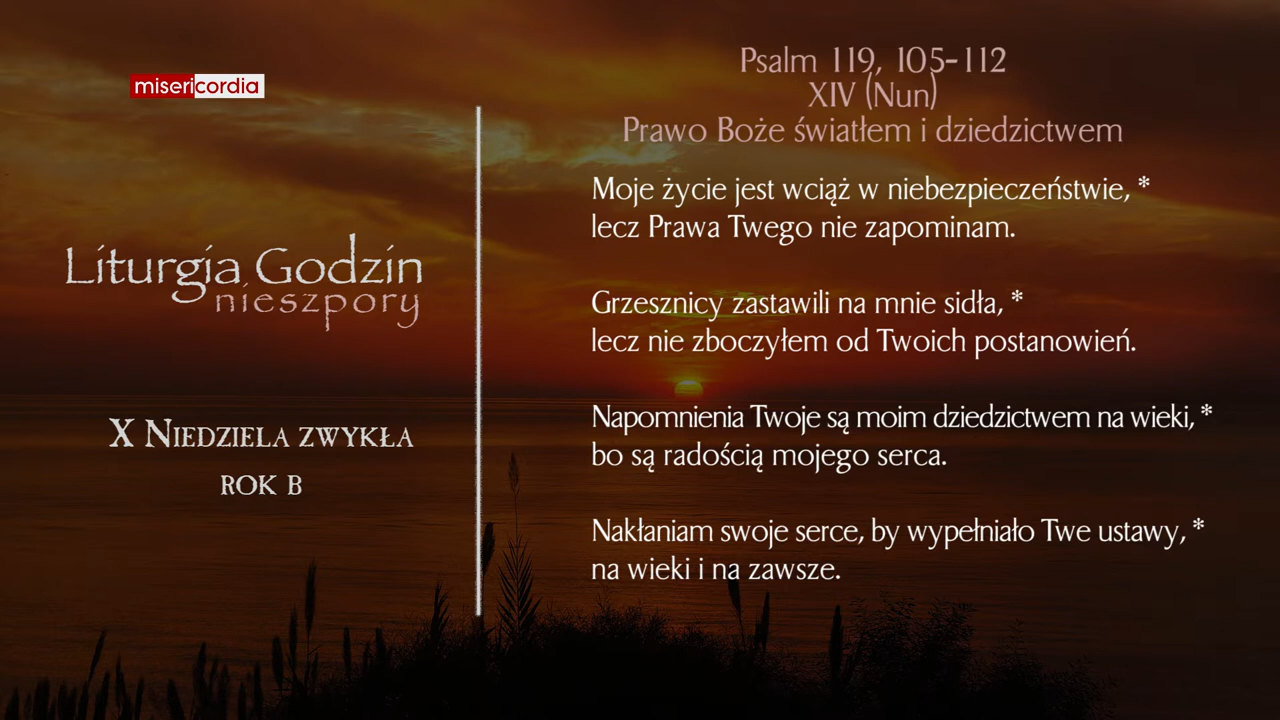 misericordia
Liturgia Godzin
nieszpory
X Niedziela zwykła
rok B
Psalm 119, 105-112
XIV (Nun)
Prawo Boże światłem i dziedzictwem
Moje życie jest wciąż w niebezpieczeństwie, *
lecz Prawa Twego nie zapominam.
Grzesznicy zastawili na mnie sidła, *
lecz nie zboczyłem od Twoich postanowień.
Napomnienia Twoje są moim dziedzictwem na wieki, *
bo są radością mojego serca.
Nakłaniam swoje serce, by wypełniało Twe ustawy, *
na wieki i na zawsze.